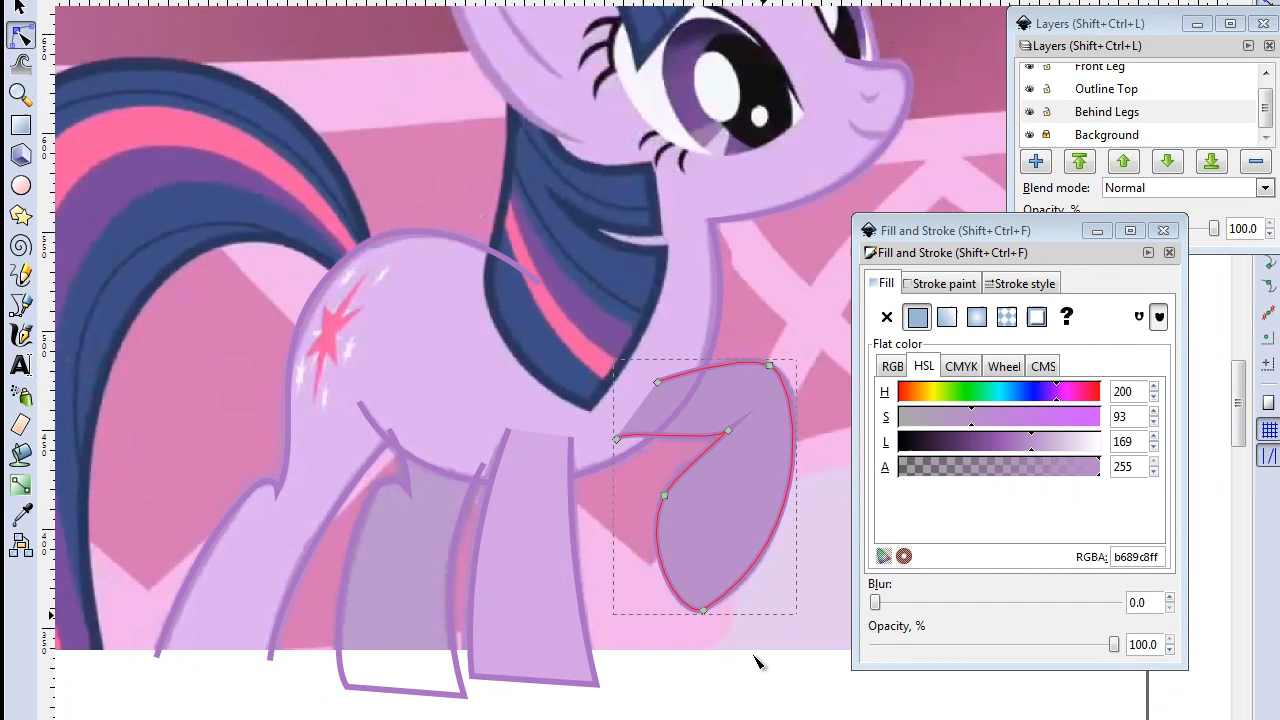 Layers (Shift+Ctrl+L)
Layers (Shift+Ctrl+L)
Front Leg
Outline Top
Behind Legs
Background
Blend mode: Normal
Opacity, %
100.0
Fill and Stroke (Shift+Ctrl+F)
Fill and Stroke (Shift+Ctrl+F)
Fill Stroke paint Stroke style
?
Flat color
RGB HSL CMYK Wheel CMS
H 200
S 93
L 169
A 255
RGBA: b689c8ff
Blur:
0.0
Opacity, %
100.0